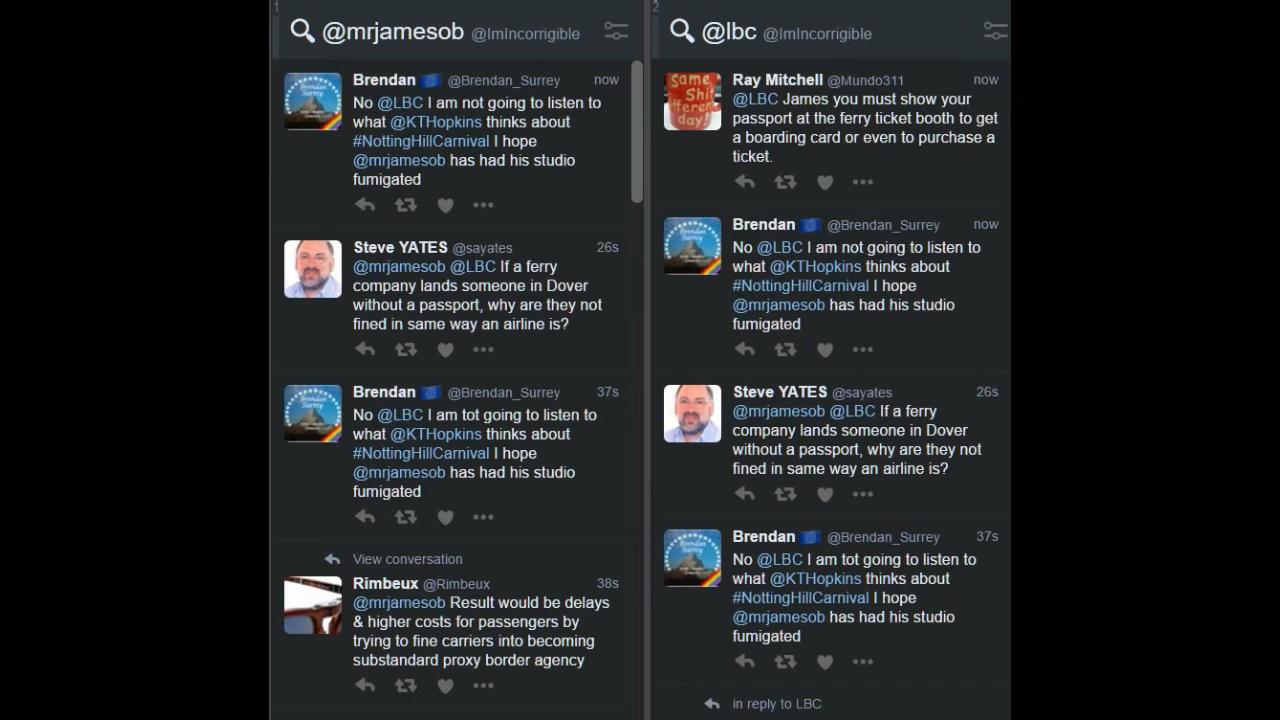 1
@mrjamesob @ImIncorrigible
Brendan @Brendan_Surrey now
No @LBC I am not going to listen to
what @KTHopkins thinks about
#NottingHillCarnival I hope
@mrjamesob has had his studio
fumigated
Steve YATES @sayates 26s
@mrjamesob @LBC If a ferry
company lands someone in Dover
without a passport, why are they not
fined in same way an airline is?
Brendan @Brendan_Surrey 37s
No @LBC I am tot going to listen to
what @KTHopkins thinks about
#NottingHillCarnival I hope
@mrjamesob has had his studio
fumigated
View conversation
Rimbeux @Rimbeux 38s
@mrjamesob Result would be delays
& higher costs for passengers by
trying to fine carriers into becoming
substandard proxy border agency
2
@lbc @ImIncorrigible
Same
Shit
fferen
day!
Ray Mitchell @Mundo311 now
@LBC James you must show your
passport at the ferry ticket booth to get
a boarding card or even to purchase a
ticket.
Brendan @Brendan_Surrey now
No @LBC I am not going to listen to
what @KTHopkins thinks about
#NottingHillCarnival I hope
@mrjamesob has had his studio
fumigated
Steve YATES @sayates 26s
@mrjamesob @LBC If a ferry
company lands someone in Dover
without a passport, why are they not
fined in same way an airline is?
Brendan @Brendan_Surrey 37s
No @LBC I am tot going to listen to
what @KTHopkins thinks about
#NottingHillCarnival I hope
@mrjamesob has had his studio
fumigated
in reply to LBC